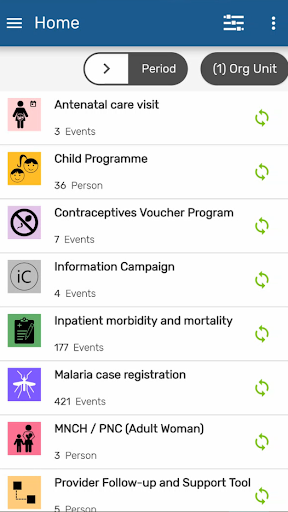 Home
Period
(1) Org Unit
Antenatal care visit
3 Events
Child Programme
36 Person
Contraceptives Voucher Program
7 Events
iC
Information Campaign
4 Events
Inpatient morbidity and mortality
177 Events
Malaria case registration
421 Events
MNCH / PNC (Adult Woman)
3 Person
Provider Follow-up and Support Tool
5 Person